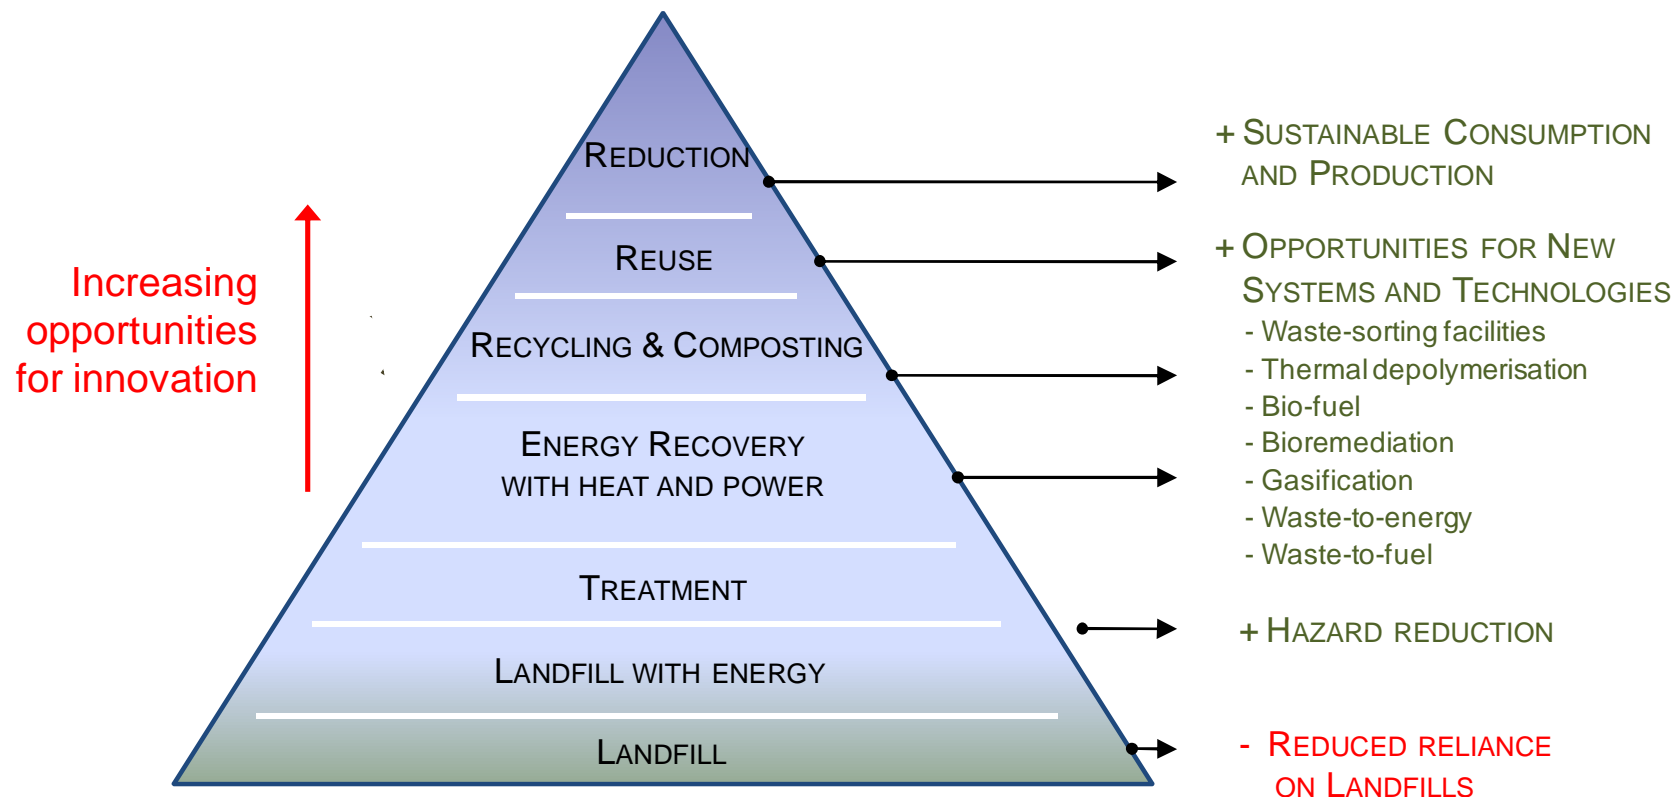 REDUCTION
REUSE
RECYCLING & COMPOSTING
ENERGY RECOVERY
WITH HEAT AND POWER
TREATMENT
LANDFILL WITH ENERGY
LANDFILL
Increasing
opportunities
for innovation
+ SUSTAINABLE CONSUMPTION
AND PRODUCTION
+ OPPORTUNITIES FOR NEW
SYSTEMS AND TECHNOLOGIES
- Waste-sorting facilities
- Thermal depolymerisation
- Bio-fuel
- Bioremediation
- Gasification
- Waste-to-energy
- Waste-to-fuel
+ HAZARD REDUCTION
- REDUCED RELIANCE
ON LANDFILLS